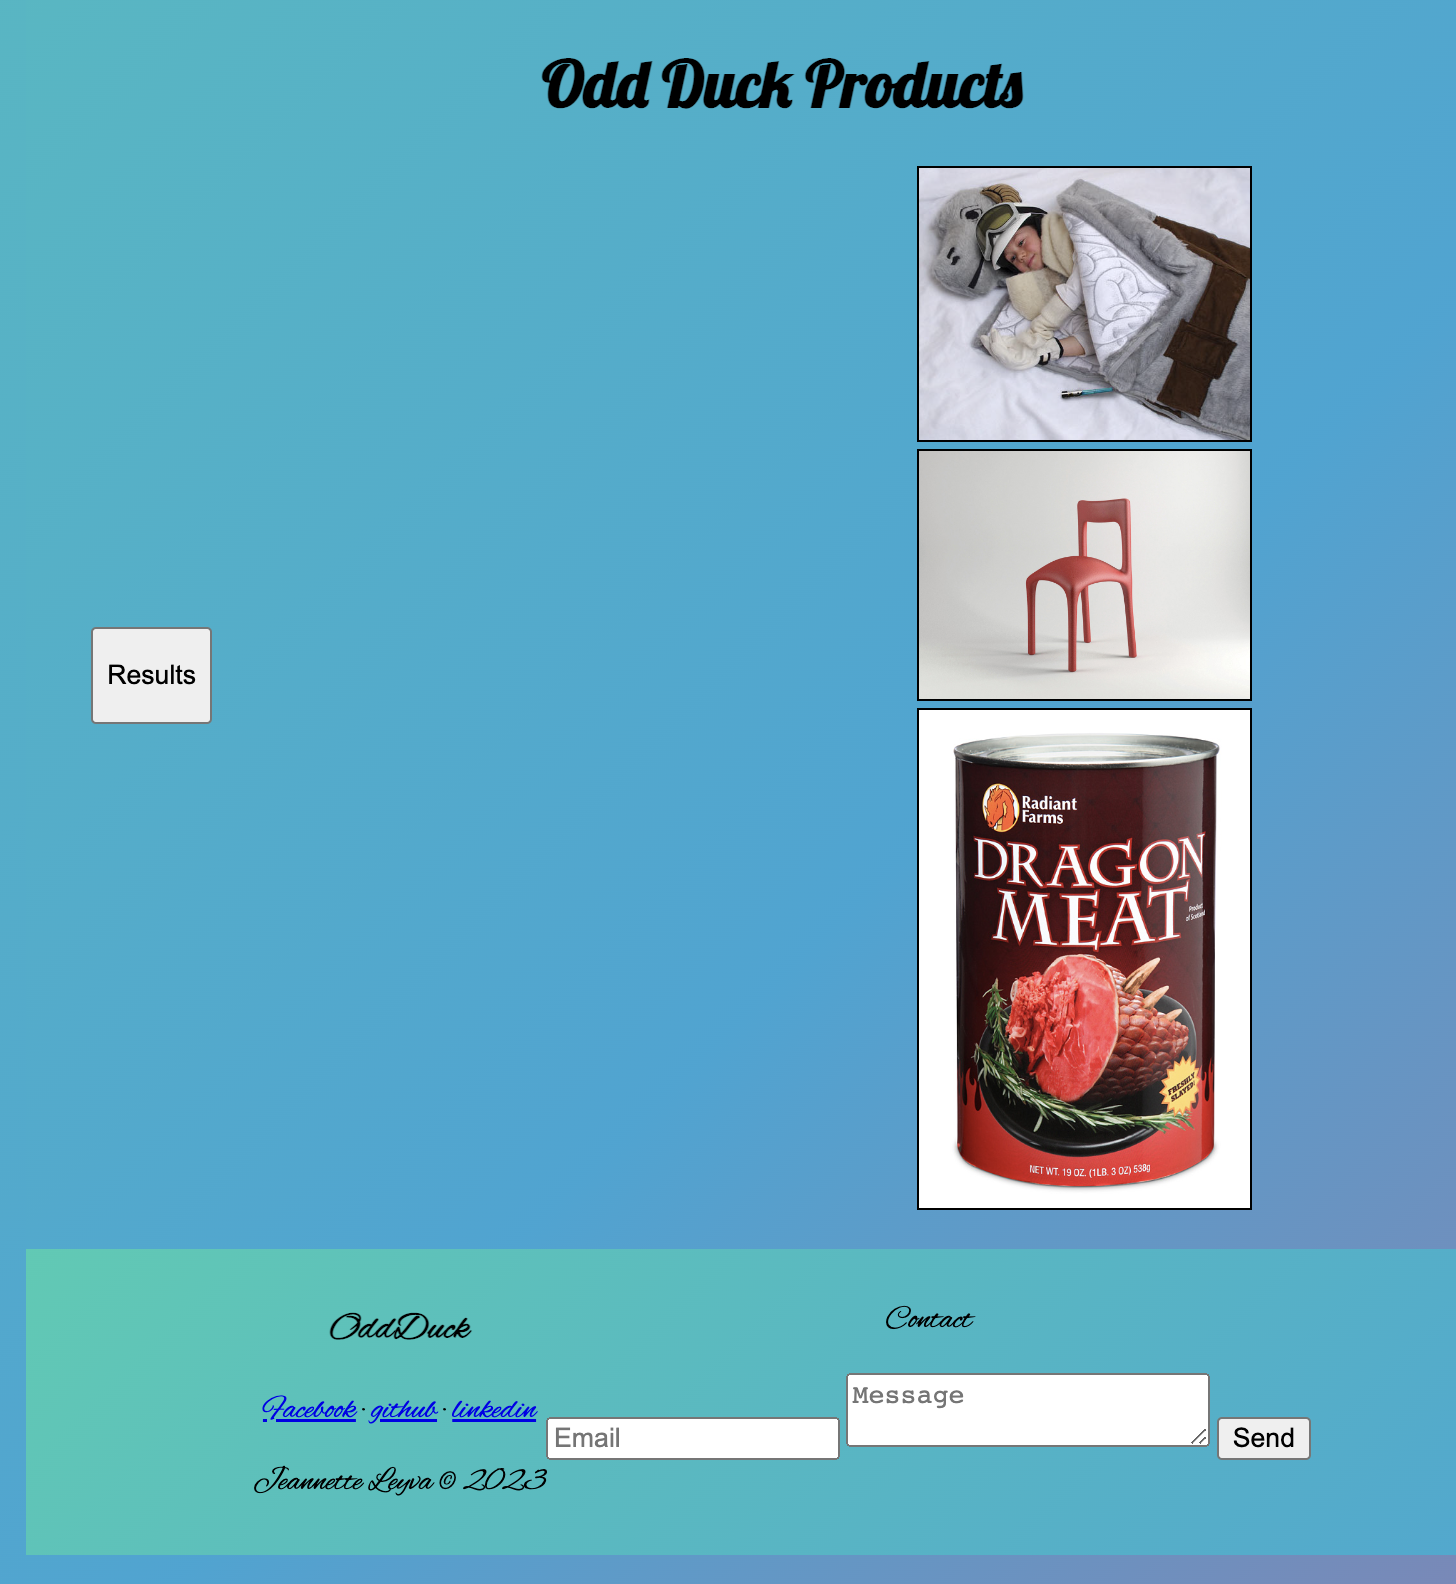 Odd Duck Products
Results
Radiant
Farms
DRAGON
MEAT
Product
of Scotland
FRESHLY
SLAYED!
NET WT. 19 OZ. (1LB. 3 OZ) 538g
OddDuck
Facebook · github · linkedin
Jeannette Leyva © 2023
Contact
Email
Message
Send